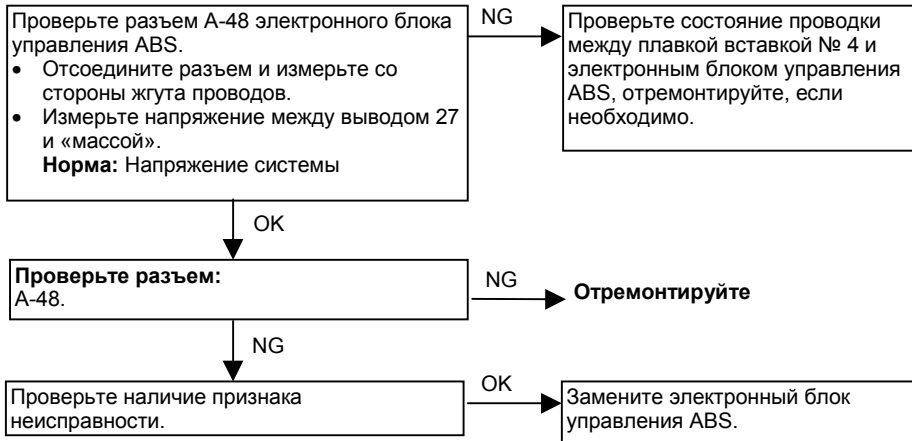 Проверьте разъем А-48 электронного блока
управления ABS.
• Отсоедините разъем и измерьте со
стороны жгута проводов.
• Измерьте напряжение между выводом 27
и «массой».
Норма: Напряжение системы
NG
Проверьте состояние проводки
между плавкой вставкой № 4 и
электронным блоком управления
ABS, отремонтируйте, если
необходимо.
OK
Проверьте разъем:
А-48.
NG
Отремонтируйте
NG
Проверьте наличие признака
неисправности.
OK
Замените электронный блок
управления ABS.